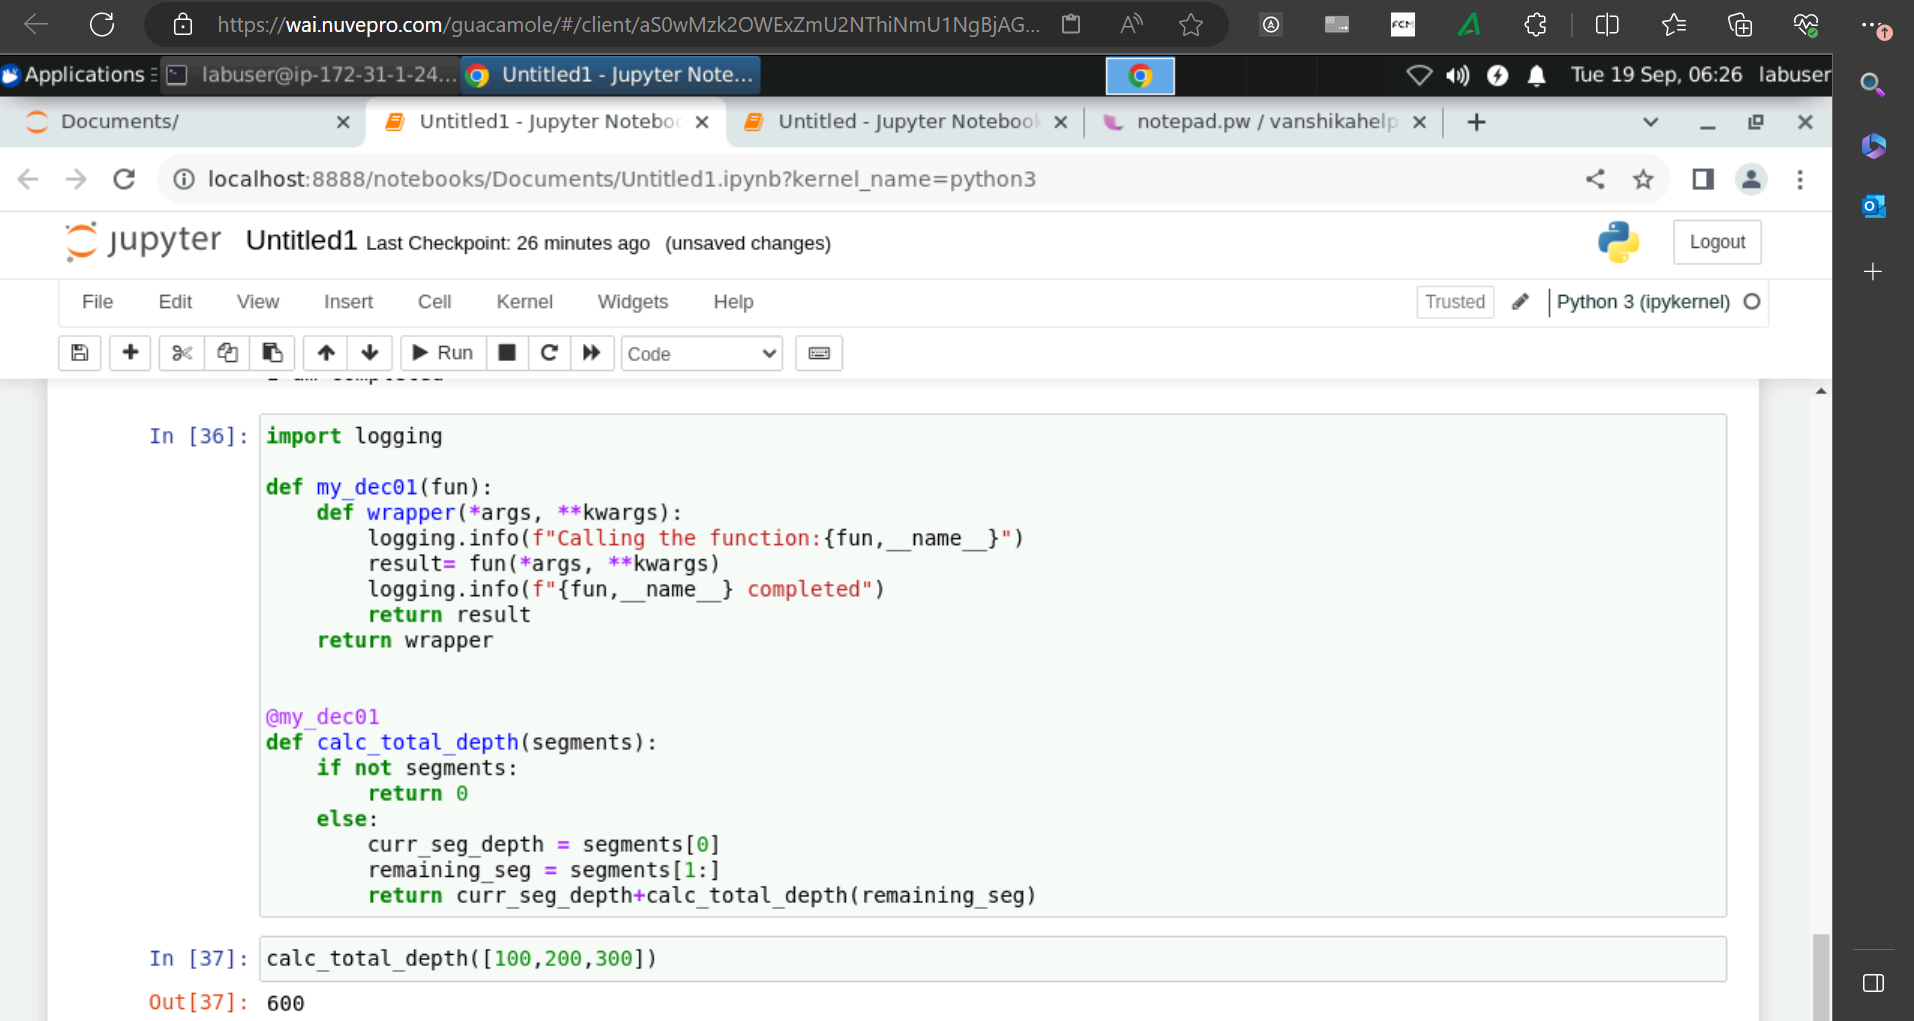 https://wai.nuvepro.com/guacamole/#/client/aS0wMzk2OWExZmU2NThiNmU1NgBjAG...
FCM
Applications labuser@ip-172-31-1-24... Untitled1 - Jupyter Note... Tue 19 Sep, 06:26 labuser
Documents/ Untitled1 - Jupyter Noteboo Untitled - Jupyter Notebook notepad.pw / vanshikahelp
localhost:8888/notebooks/Documents/Untitled1.ipynb?kernel_name=python3
jupyter Untitled1 Last Checkpoint: 26 minutes ago (unsaved changes) Logout
File Edit View Insert Cell Kernel Widgets Help Trusted Python 3 (ipykernel)
Run Code
In [36]: import logging
def my_dec01(fun):
def wrapper(*args, **kwargs):
logging.info(f"Calling the function:{fun,__name__}")
result= fun(*args, **kwargs)
logging.info(f"{fun,__name__} completed")
return result
return wrapper
@my_dec01
def calc_total_depth(segments):
if not segments:
return 0
else:
curr_seg_depth = segments[0]
remaining_seg = segments[1:]
return curr_seg_depth+calc_total_depth(remaining_seg)
In [37]: calc_total_depth([100,200,300])
Out[37]: 600